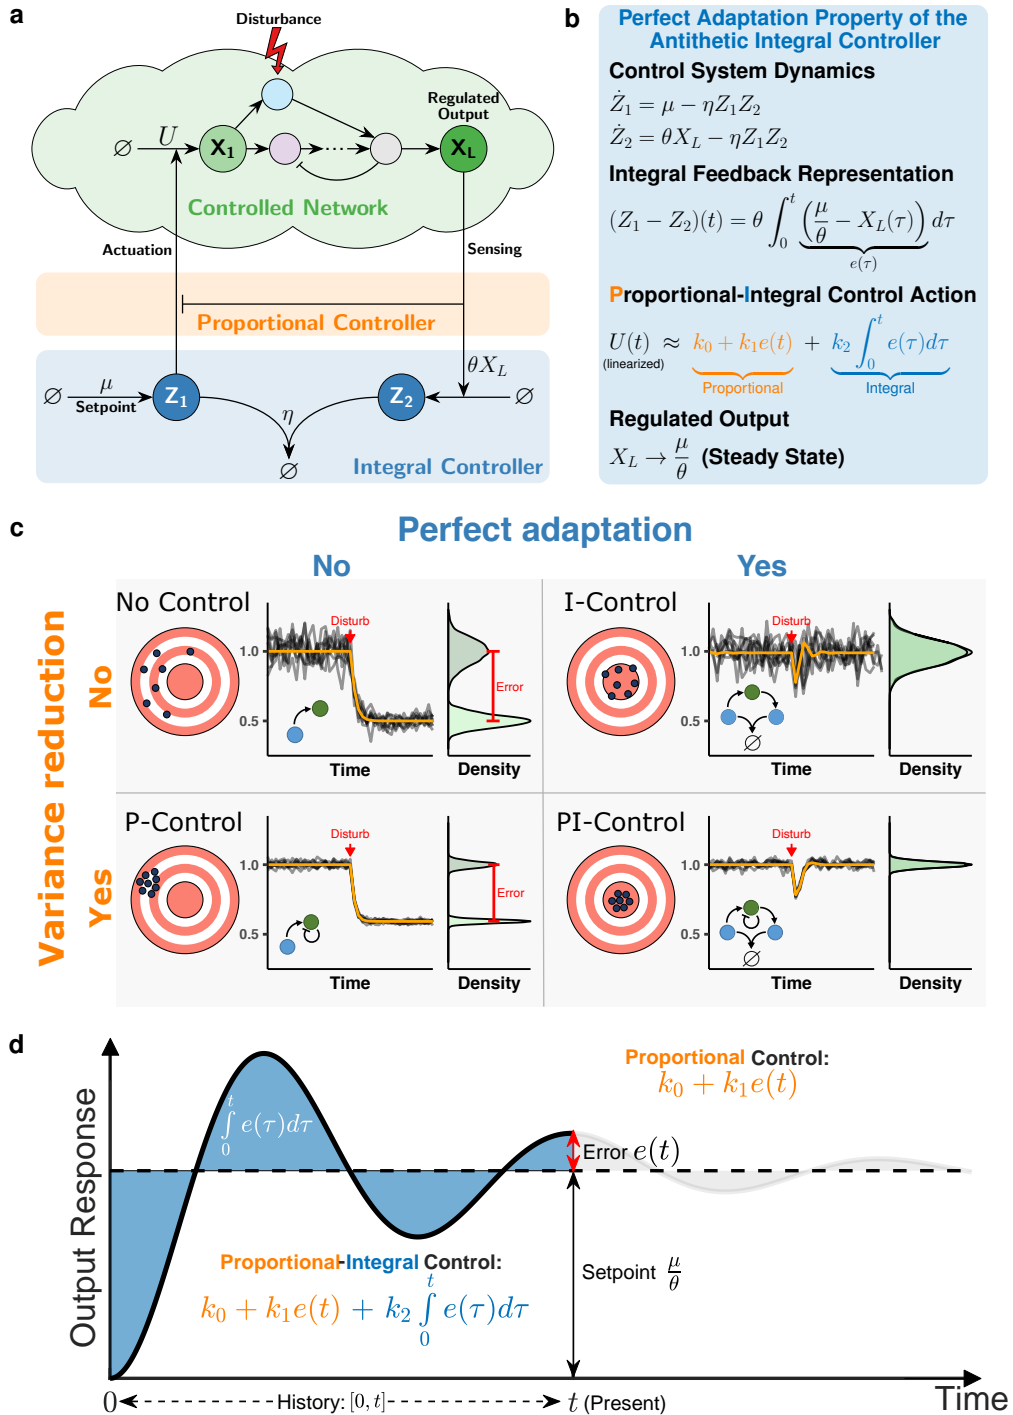 a
Disturbance
Regulated
Output
∅
U
X₁
X_L
Controlled Network
Actuation
Sensing
Proportional Controller
θX_L
∅
μ
Setpoint
Z₁
η
Z₂
∅
∅
Integral Controller
b
Perfect Adaptation Property of the
Antithetic Integral Controller
Control System Dynamics
Ż₁ = μ − ηZ₁Z₂
Ż₂ = θX_L − ηZ₁Z₂
Integral Feedback Representation
(Z₁ − Z₂)(t) = θ ∫₀ᵗ (μ/θ − X_L(τ)) dτ
e(τ)
Proportional-Integral Control Action
U(t) ≈ k₀ + k₁e(t) + k₂ ∫₀ᵗ e(τ)dτ
(linearized)
Proportional
Integral
Regulated Output
X_L → μ/θ (Steady State)
c
Perfect adaptation
No
Yes
Variance reduction
No
Yes
No Control
Disturb
1.0
0.5
Error
Time
Density
I-Control
Disturb
1.0
0.5
∅
Time
Density
P-Control
Disturb
1.0
0.5
Error
Time
Density
PI-Control
Disturb
1.0
0.5
∅
Time
Density
d
Output Response
∫₀ᵗ e(τ)dτ
Proportional Control:
k₀ + k₁e(t)
Error e(t)
Proportional-Integral Control:
k₀ + k₁e(t) + k₂ ∫₀ᵗ e(τ)dτ
Setpoint μ/θ
0
History: [0, t]
t (Present)
Time